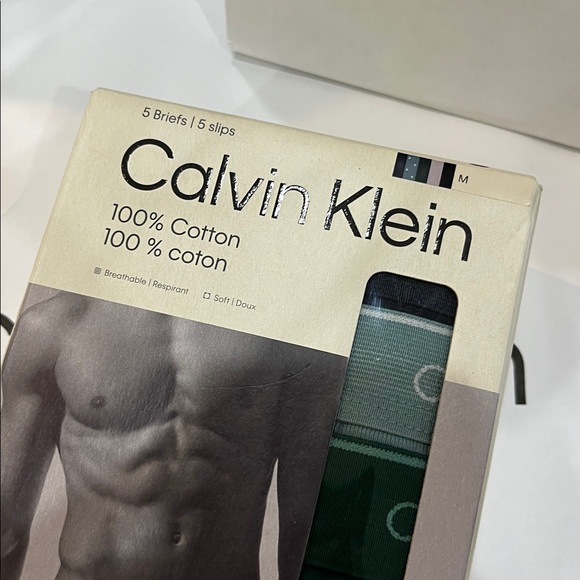 5 Briefs | 5 slips
Calvin Klein
M
100% Cotton
100 % coton
Breathable | Respirant
Soft | Doux
C
C